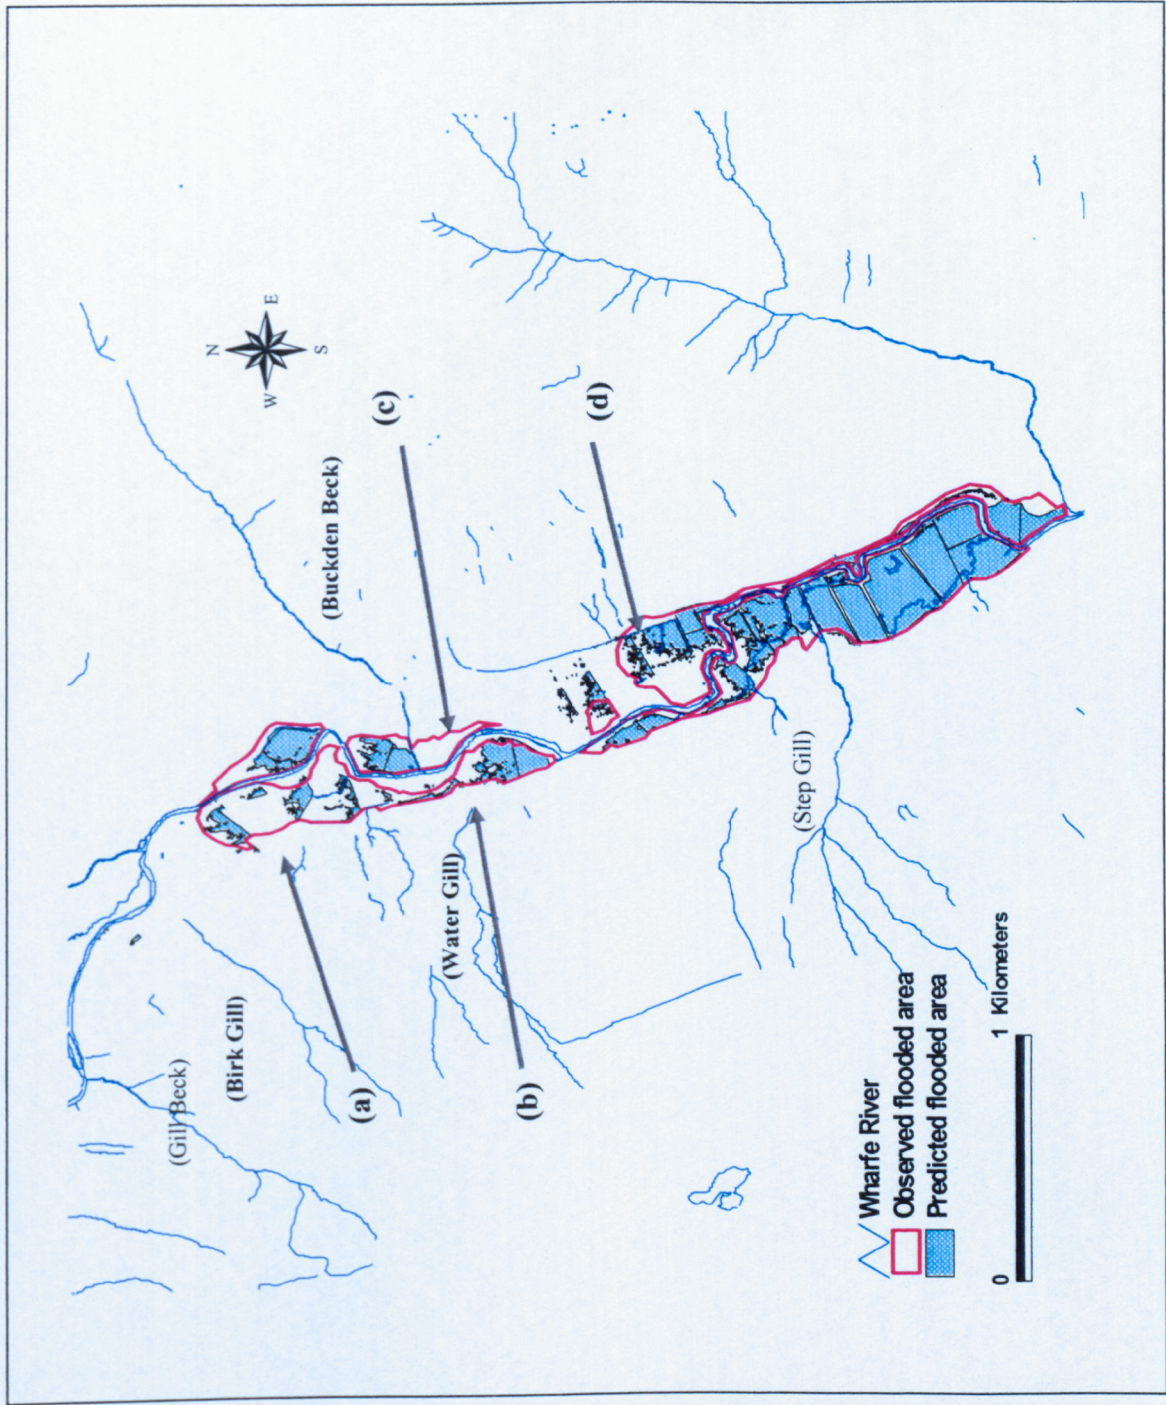 N
W
E
S
(c)
(Buckden Beck)
(d)
(Step Gill)
(Water Gill)
(Birk Gill)
(Gill Beck)
(a)
(b)
Wharfe River
Observed flooded area
Predicted flooded area
0
1 Kilometers